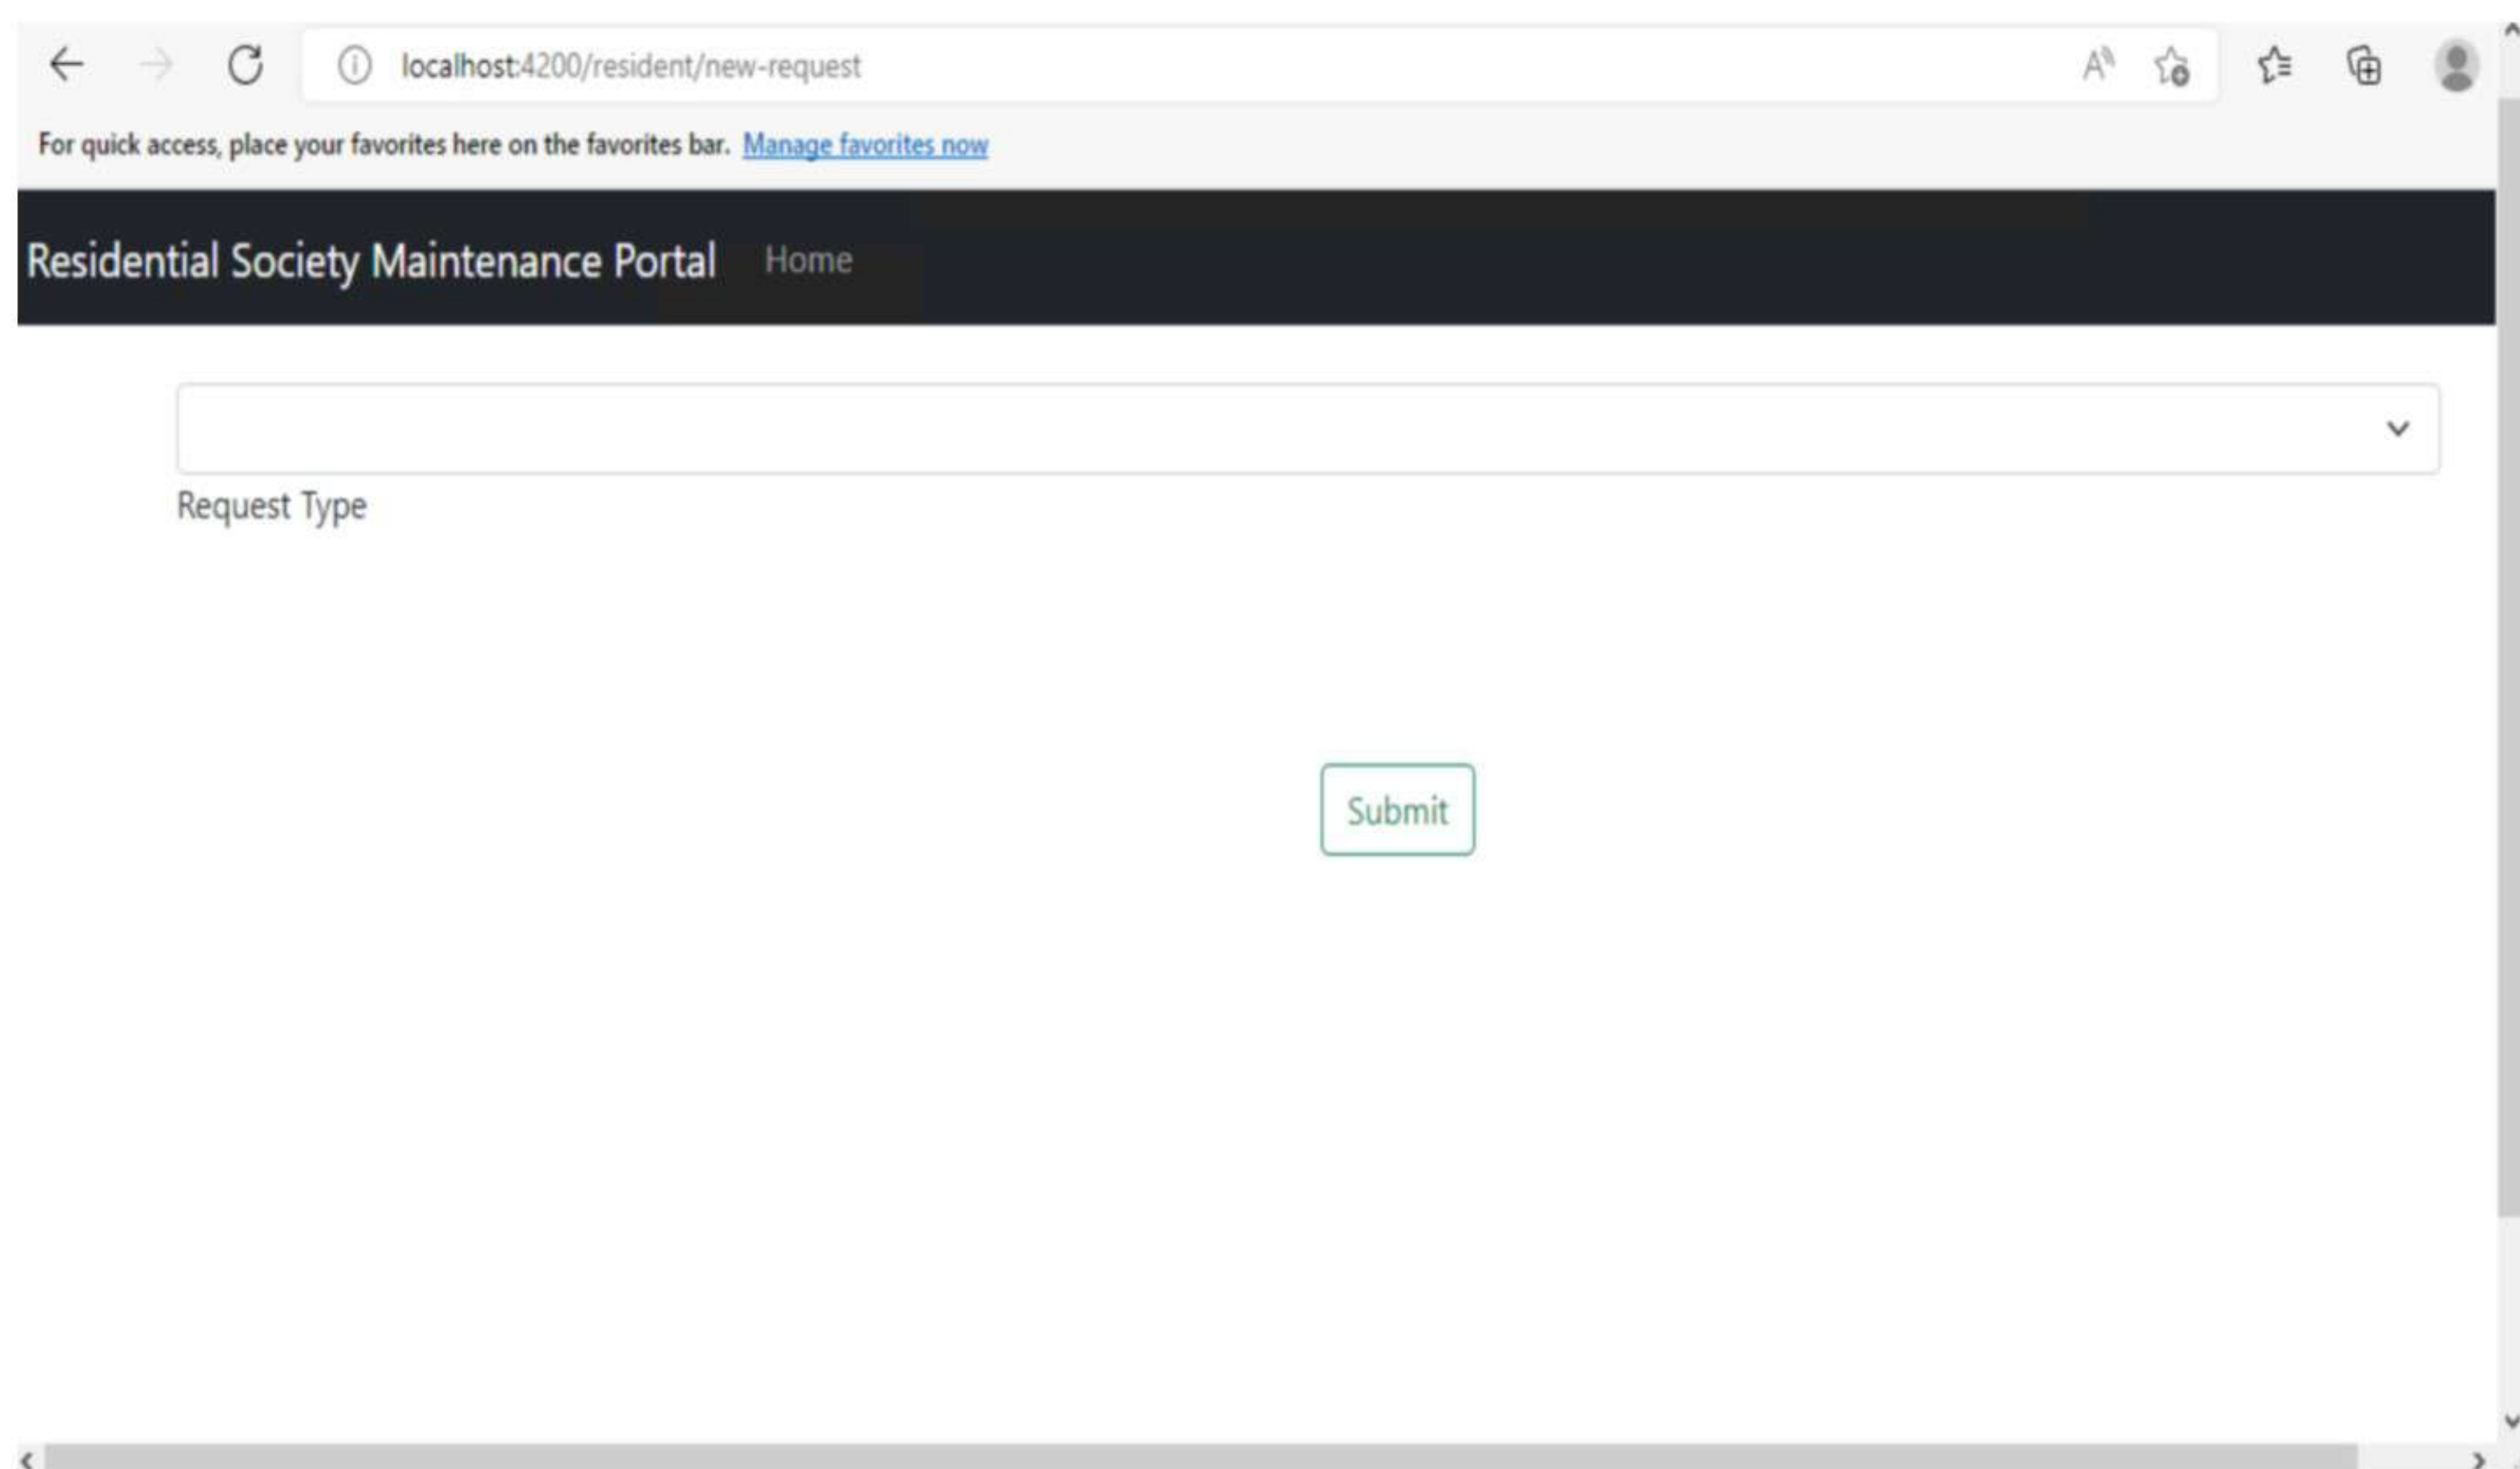 localhost:4200/resident/new-request
For quick access, place your favorites here on the favorites bar. Manage favorites now
Residential Society Maintenance Portal Home
Request Type
Submit